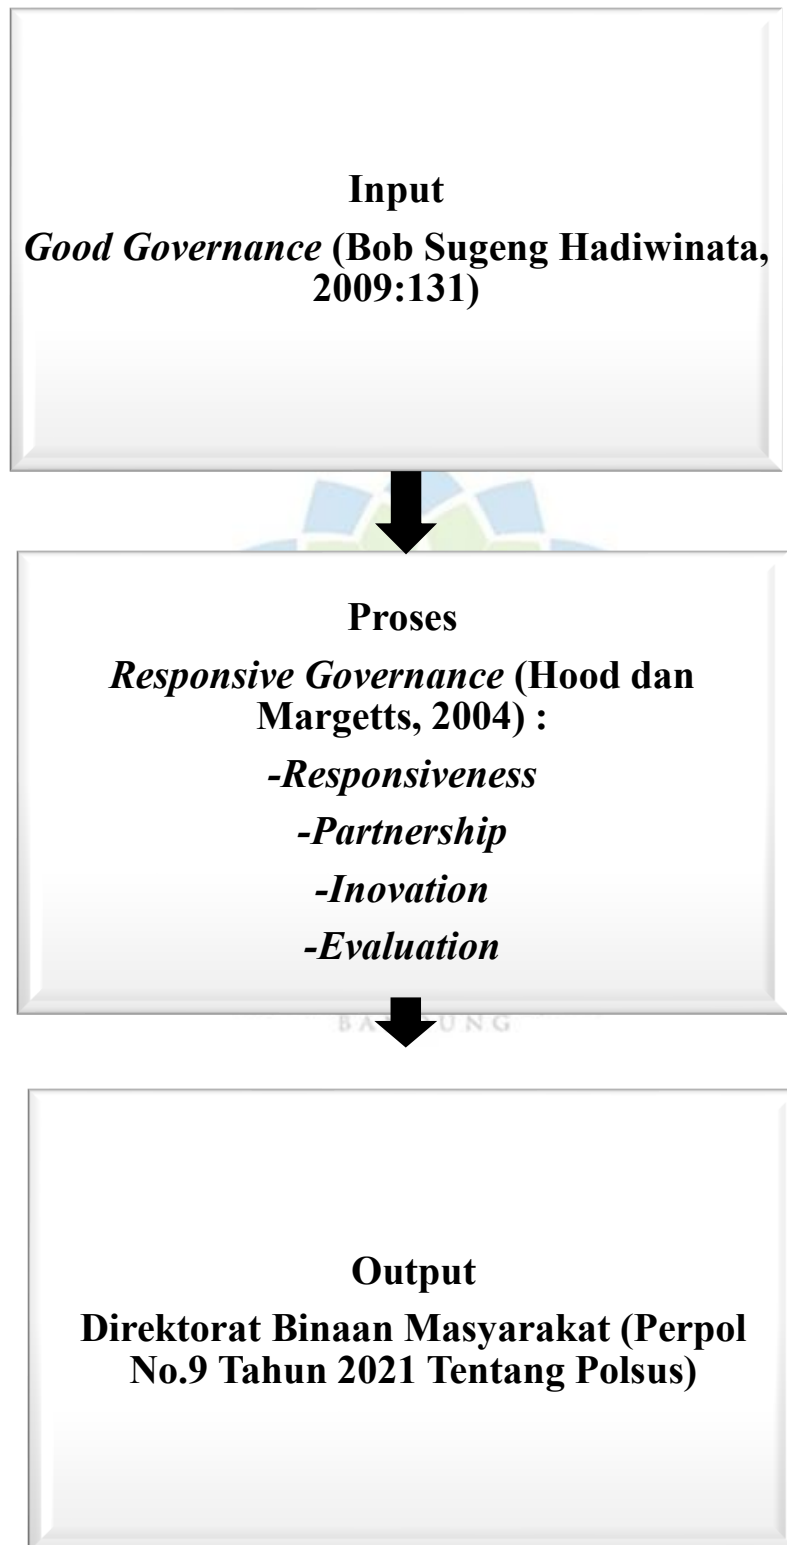 Input
Good Governance (Bob Sugeng Hadiwinata,
2009:131)
Proses
Responsive Governance (Hood dan
Margetts, 2004) :
-Responsiveness
-Partnership
-Inovation
-Evaluation
Output
Direktorat Binaan Masyarakat (Perpol
No.9 Tahun 2021 Tentang Polsus)